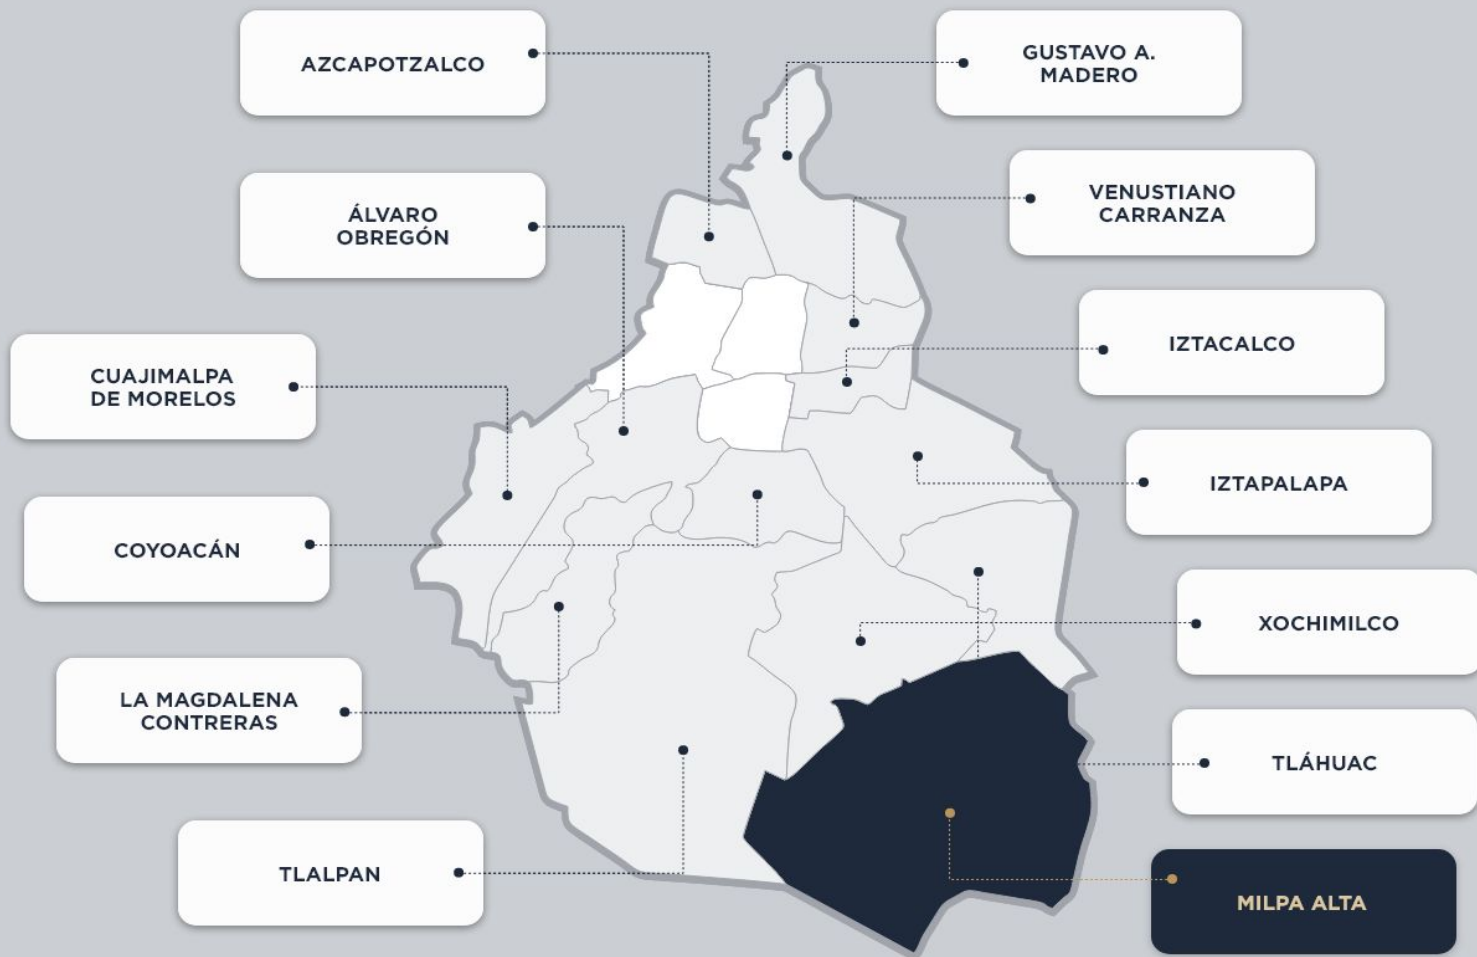 AZCAPOTZALCO
GUSTAVO A.
MADERO
ÁLVARO
OBREGÓN
VENUSTIANO
CARRANZA
CUAJIMALPA
DE MORELOS
IZTACALCO
COYOACÁN
IZTAPALAPA
LA MAGDALENA
CONTRERAS
XOCHIMILCO
TLÁHUAC
TLALPAN
MILPA ALTA